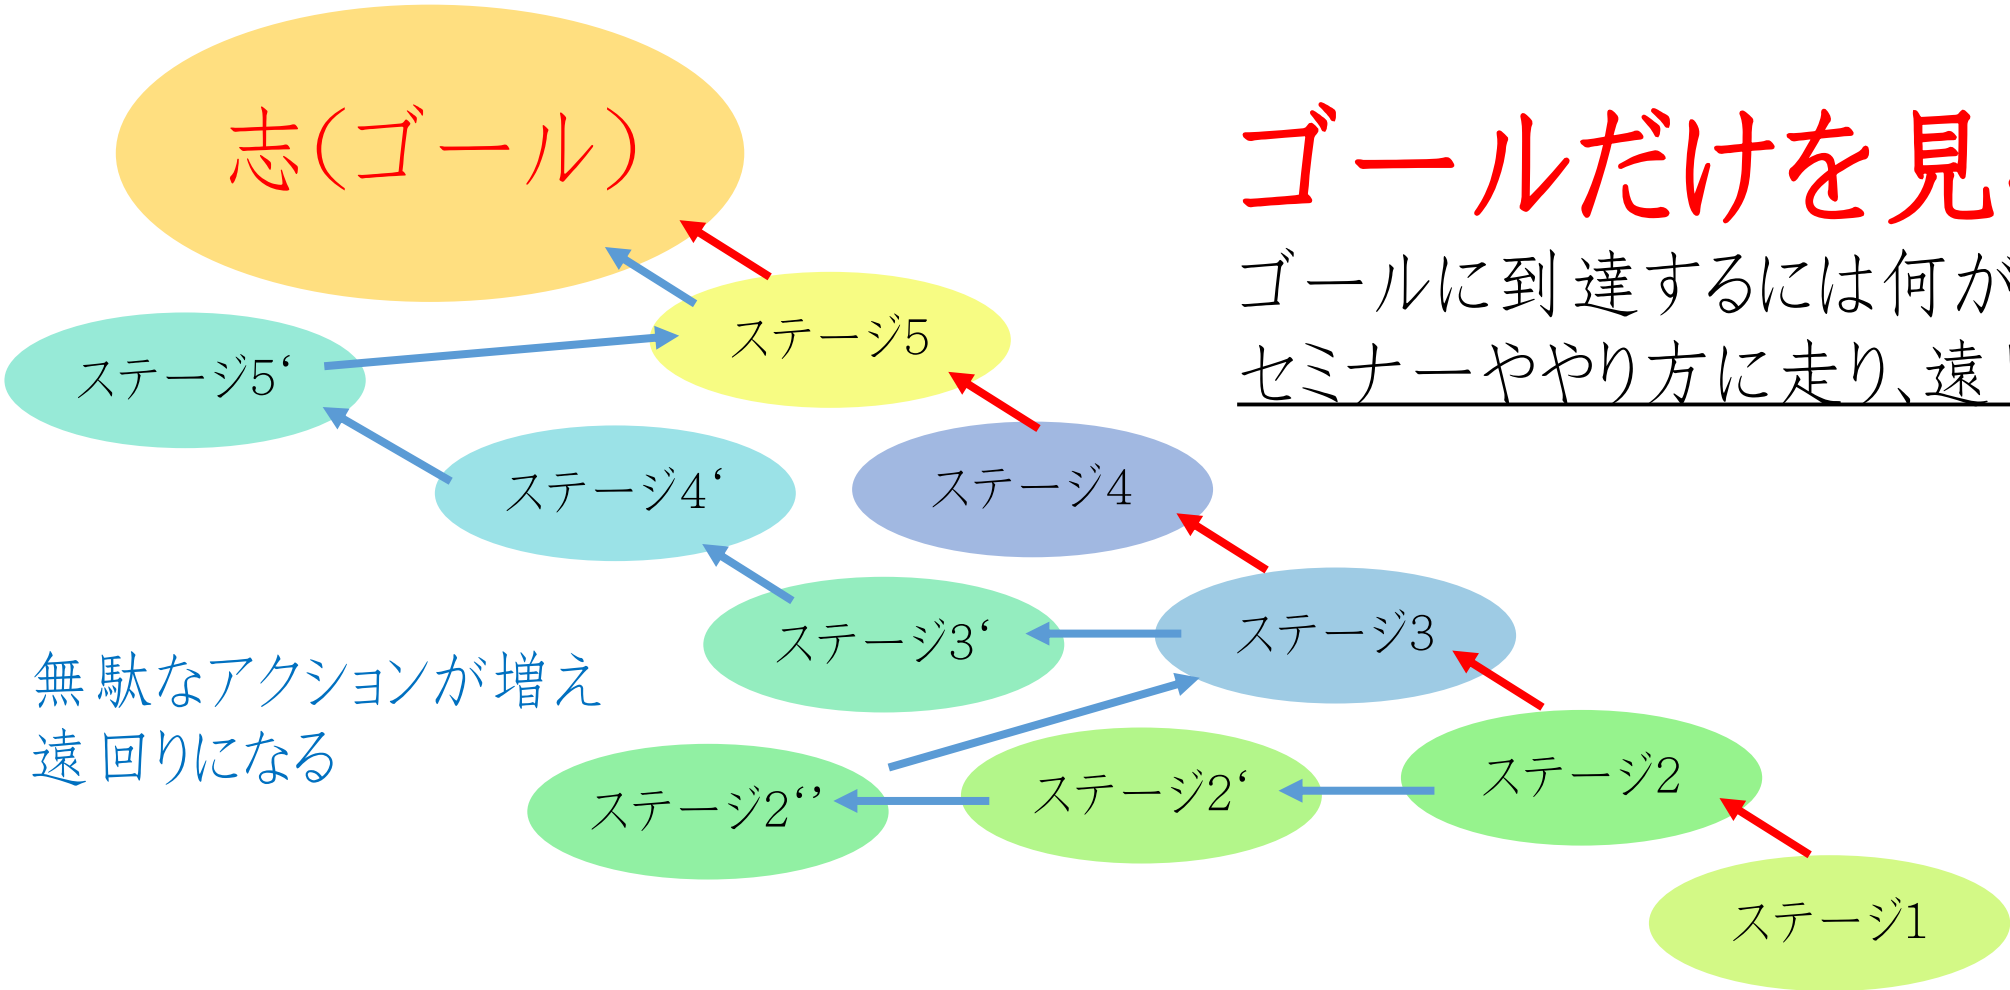 志(ゴール)
ゴールだけを見
ゴールに到達するには何が
セミナーややり方に走り、遠
ステージ5
ステージ5‘
ステージ4‘
ステージ4
ステージ3‘
ステージ3
無駄なアクションが増え
遠回りになる
ステージ2‘’
ステージ2‘
ステージ2
ステージ1